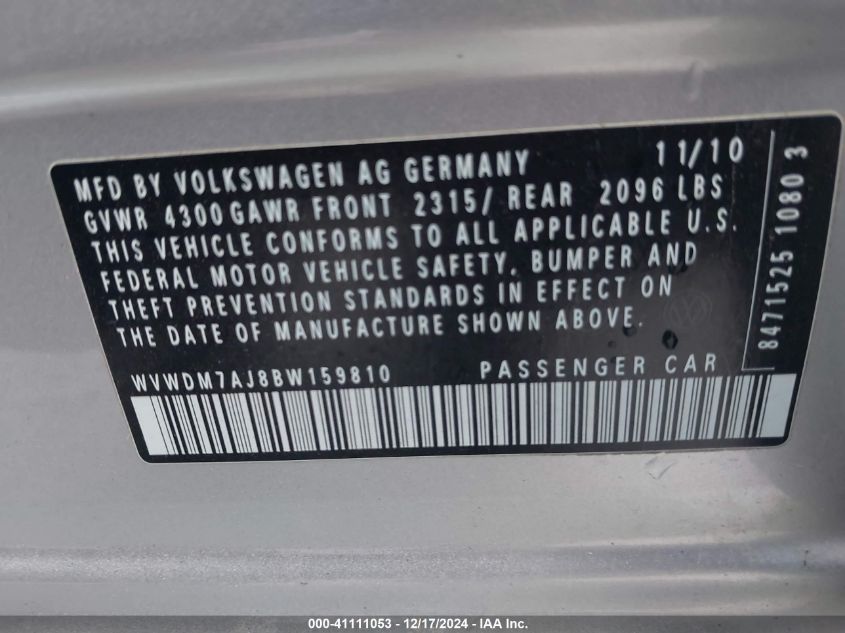 MFD BY VOLKSWAGEN AG GERMANY 11/10
GVWR 4300 GAWR FRONT 2315/ REAR 2096 LBS
THIS VEHICLE CONFORMS TO ALL APPLICABLE U.S.
FEDERAL MOTOR VEHICLE SAFETY, BUMPER AND
THEFT PREVENTION STANDARDS IN EFFECT ON
THE DATE OF MANUFACTURE SHOWN ABOVE.
WVWDM7AJ8BW159810 PASSENGER CAR
8471525 1080 3
000-41111053 - 12/17/2024 - IAA Inc.